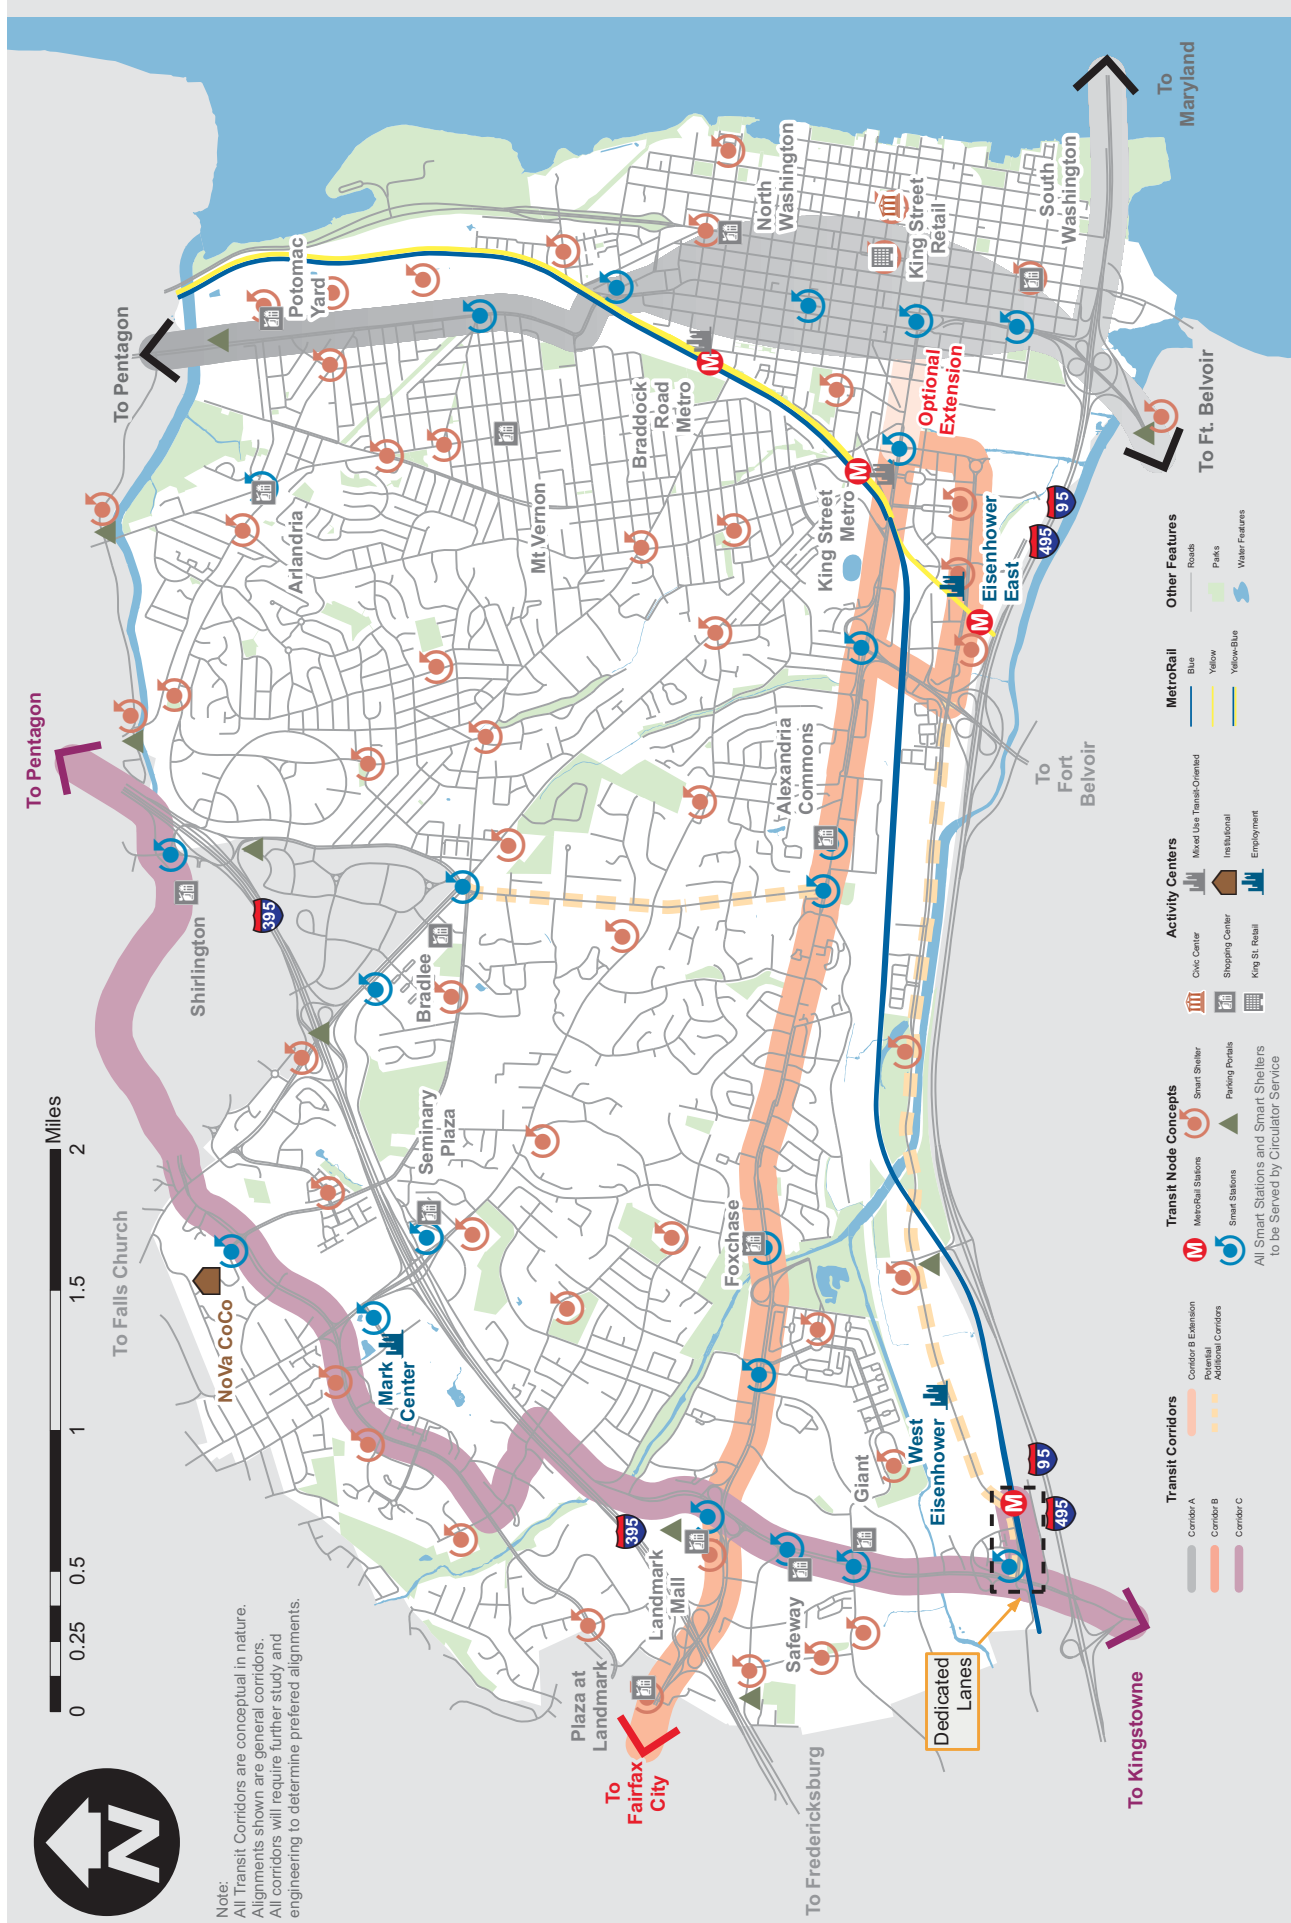 N
Note:
All Transit Corridors are conceptual in nature.
Alignments shown are general corridors.
All corridors will require further study and
engineering to determine prefered alignments.
0
0.25
0.5
1
1.5
2
Miles
To Falls Church
To Pentagon
To Pentagon
To
Maryland
To Ft. Belvoir
To
Fort
Belvoir
To Kingstowne
To Fredericksburg
To
Fairfax
City
NoVa CoCo
Mark
Center
Seminary
Plaza
Shirlington
Bradlee
Arlandria
Mt Vernon
Potomac
Yard
Braddock
Road
Metro
North
Washington
King Street
Retail
South
Washington
Optional
Extension
King Street
Metro
Eisenhower
East
Alexandria
Commons
Foxchase
Giant
West
Eisenhower
Landmark
Mall
Plaza at
Landmark
Safeway
Dedicated
Lanes
395
395
495
95
495
95
M
M
M
M
Transit Corridors
Corridor A
Corridor B
Corridor C
Corridor B Extension
Potential
Additional Corridors
Transit Node Concepts
M
MetroRail Stations
Smart Stations
Smart Shelter
Parking Portals
All Smart Stations and Smart Shelters
to be Served by Circulator Service
Activity Centers
Civic Center
Shopping Center
King St. Retail
Mixed Use Transit-Oriented
Institutional
Employment
MetroRail
Blue
Yellow
Yellow-Blue
Other Features
Roads
Parks
Water Features